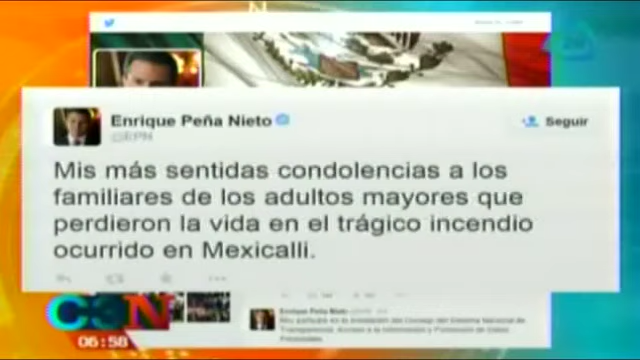 Enrique Peña Nieto
@EPN
Seguir
Mis más sentidas condolencias a los
familiares de los adultos mayores que
perdieron la vida en el trágico incendio
ocurrido en Mexicalli.
C3N
06:58
Enrique Peña Nieto